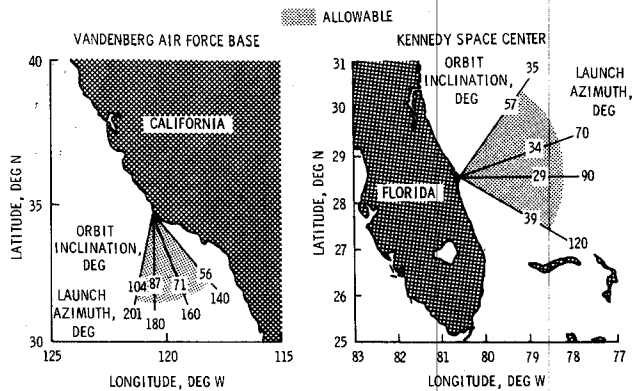 ALLOWABLE
VANDENBERG AIR FORCE BASE
40
35
30
LATITUDE, DEG N
CALIFORNIA
ORBIT
INCLINATION,
DEG
104 87 71 56
LAUNCH
AZIMUTH,
DEG
201 180 160 140
125 120 115
LONGITUDE, DEG W
KENNEDY SPACE CENTER
31
30
29
28
27
26
25
LATITUDE, DEG N
ORBIT
INCLINATION,
DEG
57
34
29
39
LAUNCH
AZIMUTH,
DEG
35
70
90
120
FLORIDA
83 82 81 80 79 78 77
LONGITUDE, DEG W